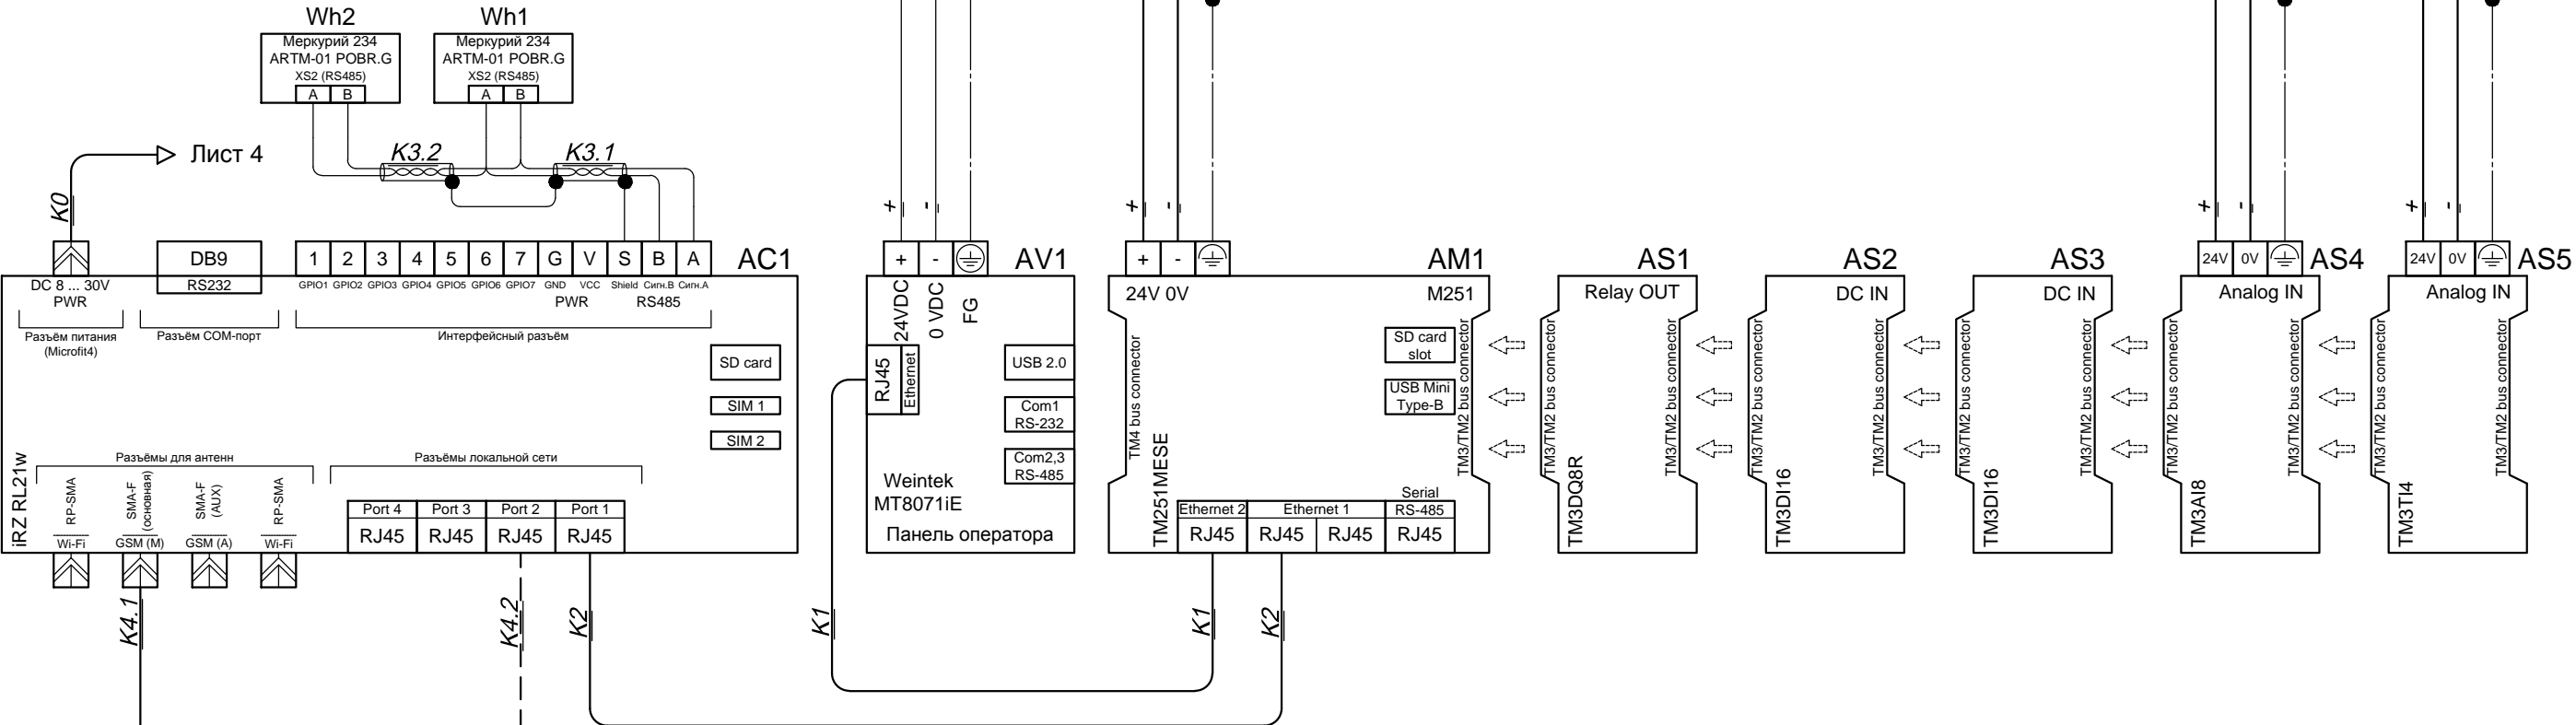 Wh2
Wh1
Меркурий 234
ARTM-01 POBR.G
XS2 (RS485)
A B
Меркурий 234
ARTM-01 POBR.G
XS2 (RS485)
A B
Лист 4
K3.2
K3.1
K0
AC1
DB9
RS232
1 2 3 4 5 6 7 G V S B A
GPIO1 GPIO2 GPIO3 GPIO4 GPIO5 GPIO6 GPIO7 GND VCC Shield Сигн.B Сигн.A
PWR
RS485
DC 8 ... 30V
PWR
Разъём питания
(Microfit4)
Разъём COM-порт
Интерфейсный разъём
SD card
SIM 1
SIM 2
iRZ RL21w
Разъёмы для антенн
Разъёмы локальной сети
RP-SMA
SMA-F
(основная)
SMA-F
(AUX)
RP-SMA
Wi-Fi
GSM (M)
GSM (A)
Wi-Fi
Port 4 Port 3 Port 2 Port 1
RJ45 RJ45 RJ45 RJ45
K4.1
K4.2
K2
+ -
+ -
AV1
24VDC
0 VDC
FG
RJ45
Ethernet
USB 2.0
Com1
RS-232
Com2,3
RS-485
Weintek
MT8071iE
Панель оператора
K1
+ -
+ -
AM1
24V 0V
M251
SD card
slot
USB Mini
Type-B
TM4 bus connector
TM3/TM2 bus connector
TM251MESE
Serial
Ethernet 2 Ethernet 1 RS-485
RJ45 RJ45 RJ45 RJ45
K1
K2
AS1
Relay OUT
TM3/TM2 bus connector
TM3/TM2 bus connector
TM3DQ8R
AS2
DC IN
TM3/TM2 bus connector
TM3/TM2 bus connector
TM3DI16
AS3
DC IN
TM3/TM2 bus connector
TM3/TM2 bus connector
TM3DI16
+ -
24V 0V
AS4
Analog IN
TM3/TM2 bus connector
TM3/TM2 bus connector
TM3AI8
+ -
24V 0V
AS5
Analog IN
TM3/TM2 bus connector
TM3/TM2 bus connector
TM3TI4